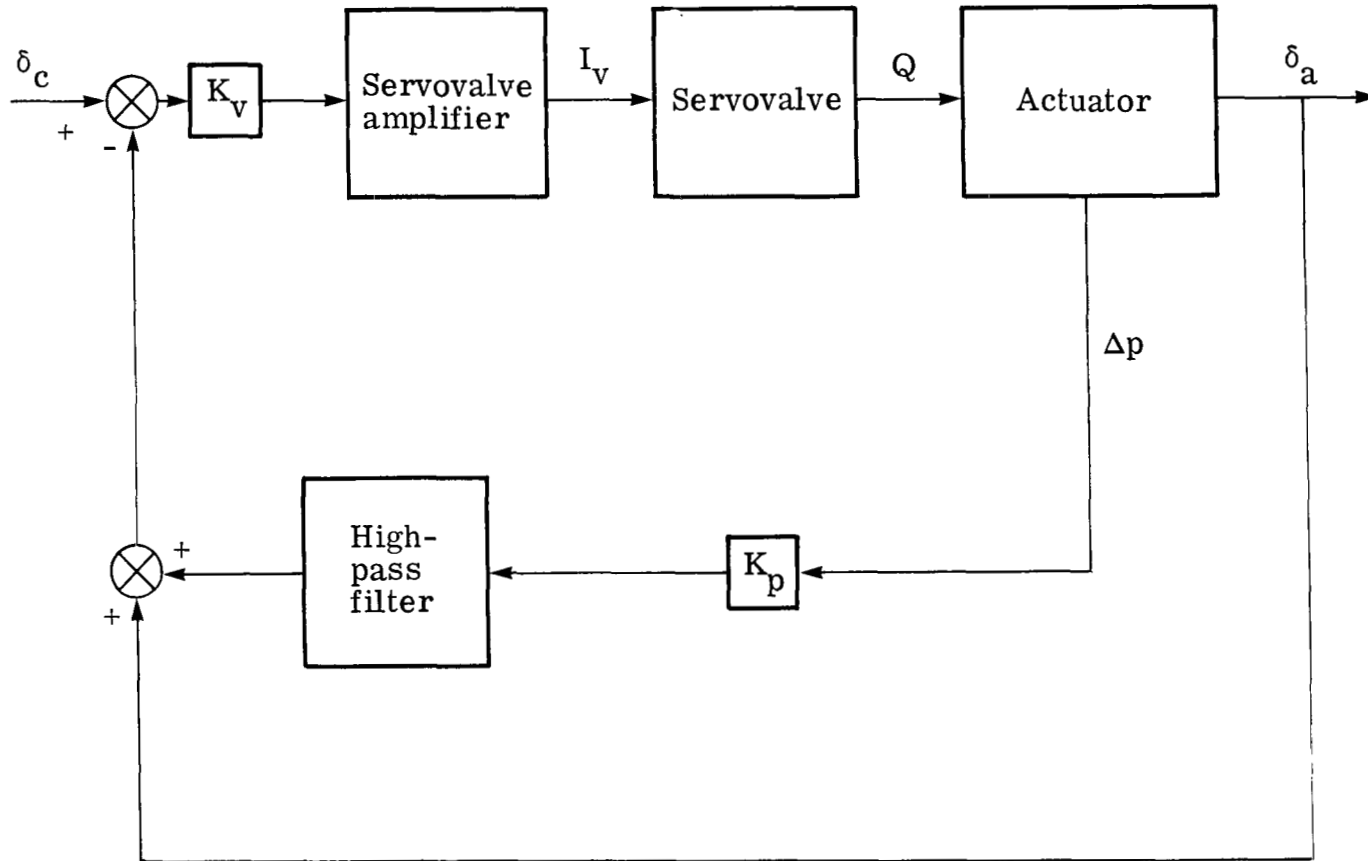 δc
+
-
Kv
Servovalve
amplifier
Iv
Servovalve
Q
Actuator
δa
Δp
High-
pass
filter
Kp
+
+